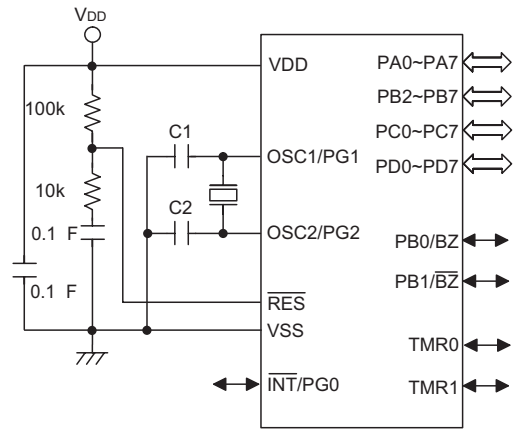 VDD
VDD
PA0~PA7
100k
PB2~PB7
C1
PC0~PC7
OSC1/PG1
PD0~PD7
10k
C2
0.1 F
OSC2/PG2
PB0/BZ
PB1/BZ
0.1 F
RES
VSS
TMR0
INT/PG0
TMR1